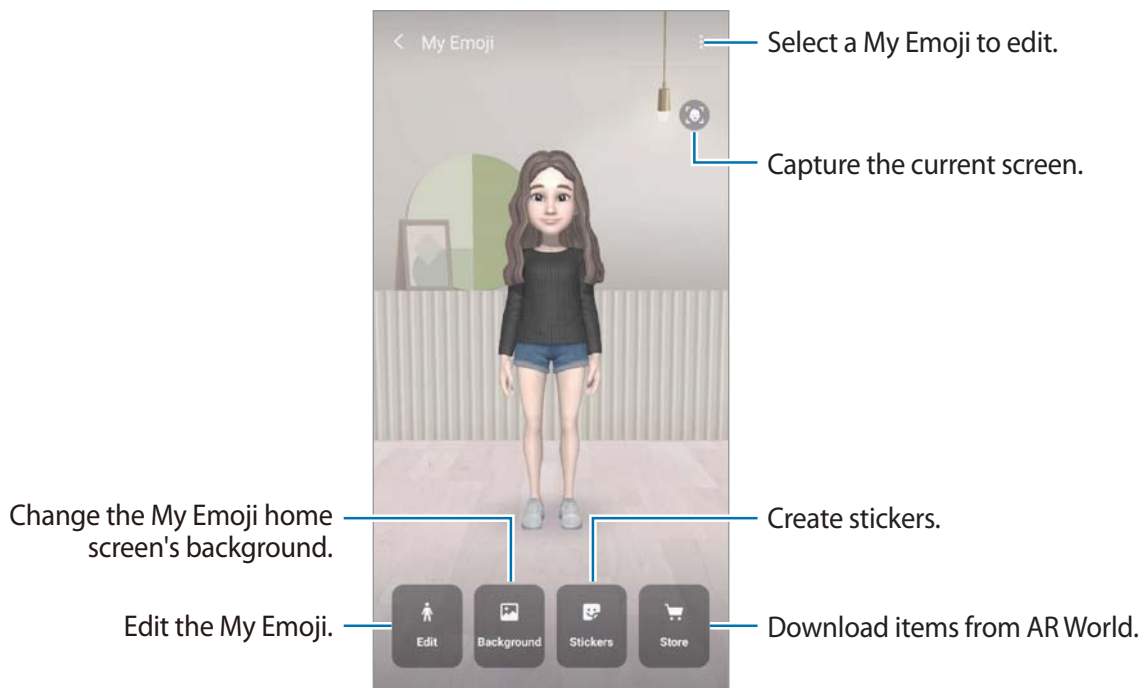 My Emoji
Select a My Emoji to edit.
Capture the current screen.
Change the My Emoji home
screen's background.
Create stickers.
Edit the My Emoji.
Edit
Background
Stickers
Store
Download items from AR World.